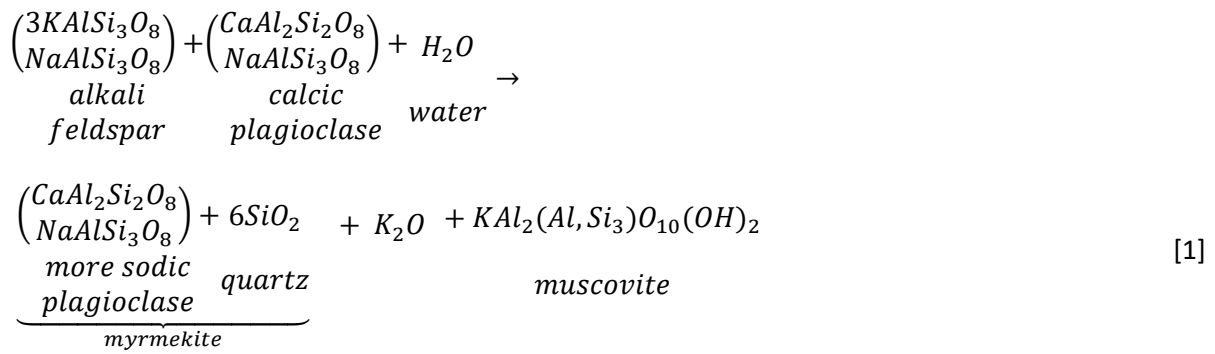 (3KAlSi₃O₈ / NaAlSi₃O₈) + (CaAl₂Si₂O₈ / NaAlSi₃O₈) + H₂O →
alkali feldspar calcic plagioclase water
(CaAl₂Si₂O₈ / NaAlSi₃O₈) + 6SiO₂ + K₂O + KAl₂(Al, Si₃)O₁₀(OH)₂
more sodic plagioclase quartz muscovite [1]
myrmekite